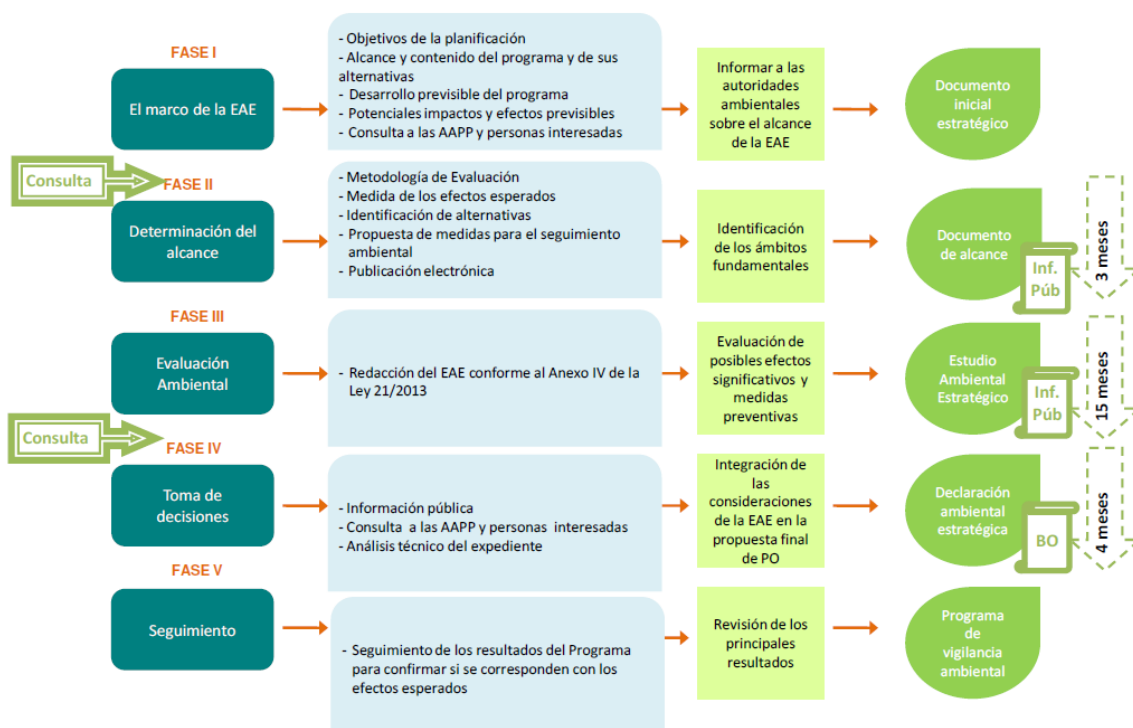 FASE I
El marco de la EAE
- Objetivos de la planificación
- Alcance y contenido del programa y de sus
alternativas
- Desarrollo previsible del programa
- Potenciales impactos y efectos previsibles
- Consulta a las AAPP y personas interesadas
Informar a las
autoridades
ambientales
sobre el alcance
de la EAE
Documento
inicial
estratégico
Consulta
FASE II
Determinación del
alcance
- Metodología de Evaluación
- Medida de los efectos esperados
- Identificación de alternativas
- Propuesta de medidas para el seguimiento
ambiental
- Publicación electrónica
Identificación
de los ámbitos
fundamentales
Documento
de alcance
Inf.
Púb
3 meses
FASE III
Evaluación
Ambiental
- Redacción del EAE conforme al Anexo IV de la
Ley 21/2013
Evaluación de
posibles efectos
significativos y
medidas
preventivas
Estudio
Ambiental
Estratégico
Inf.
Púb
15 meses
Consulta
FASE IV
Toma de
decisiones
- Información pública
- Consulta a las AAPP y personas interesadas
- Análisis técnico del expediente
Integración de
las
consideraciones
de la EAE en la
propuesta final
de PO
Declaración
ambiental
estratégica
BO
4 meses
FASE V
Seguimiento
- Seguimiento de los resultados del Programa
para confirmar si se corresponden con los
efectos esperados
Revisión de los
principales
resultados
Programa
de
vigilancia
ambiental